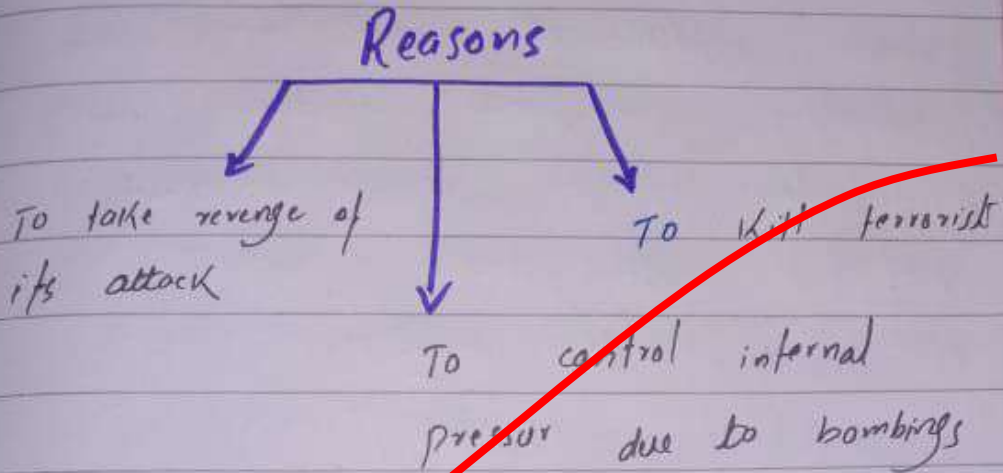 Reasons
To take revenge of
its attack
To kill terrorist
To control internal
pressur due to bombings